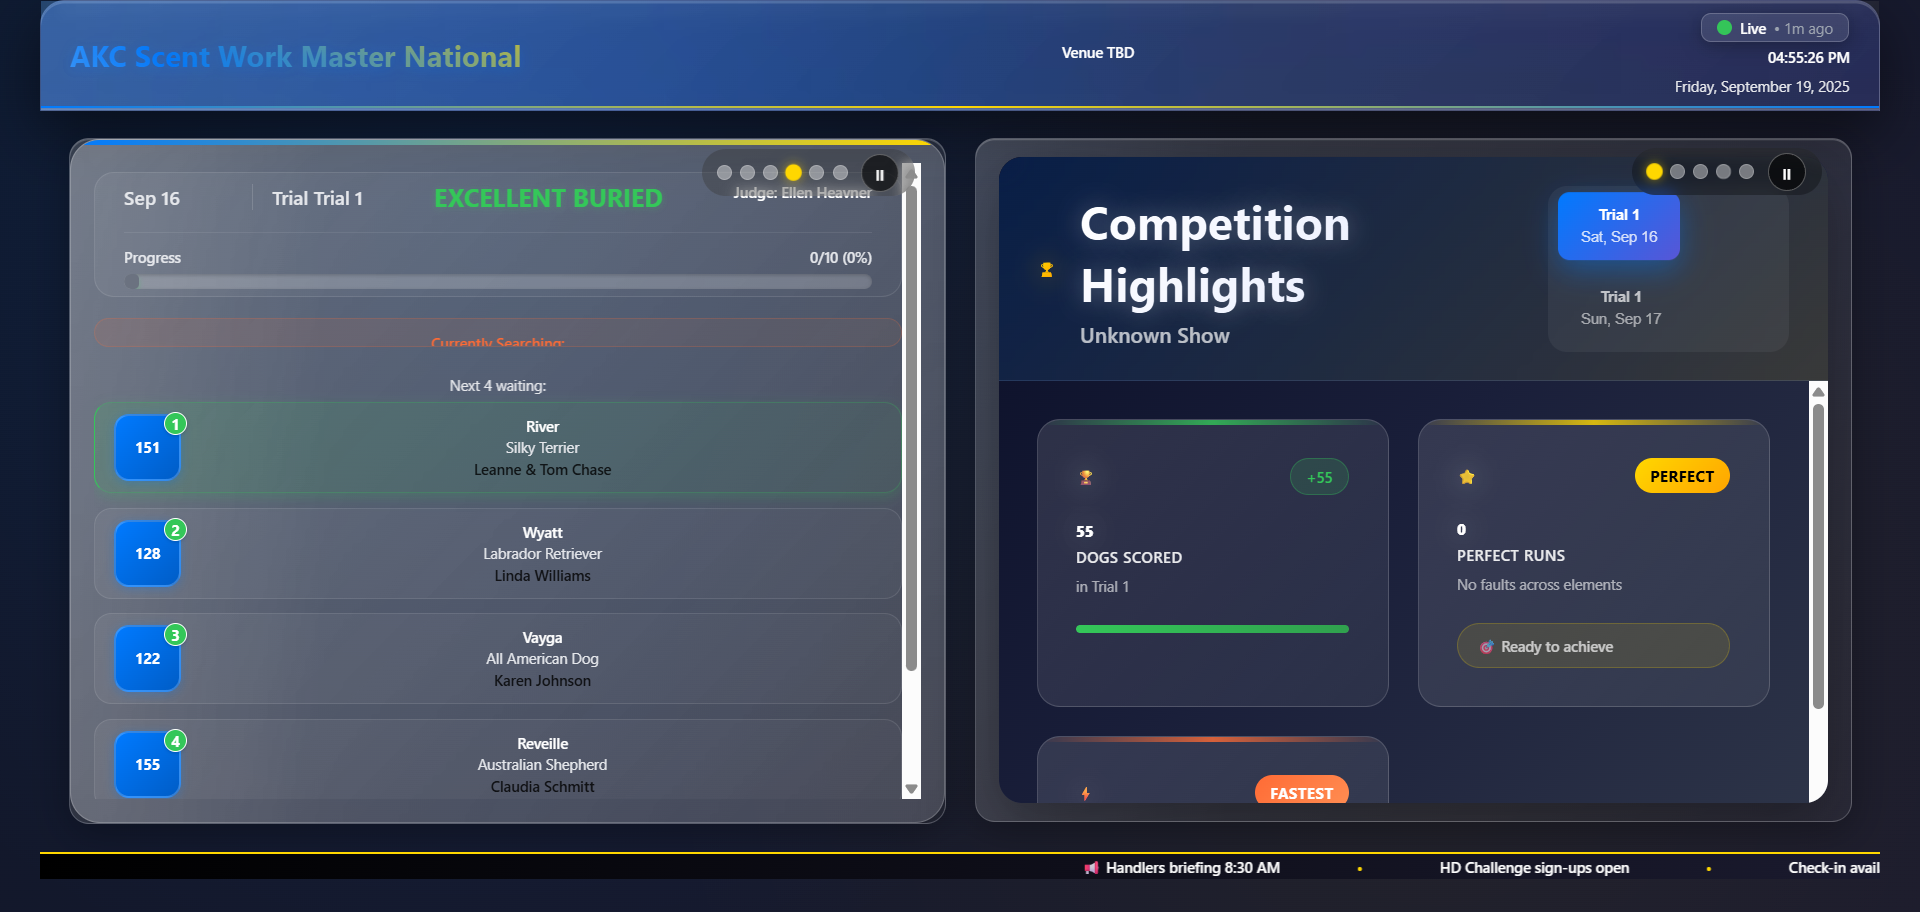 AKC Scent Work Master National
Venue TBD
Live • 1m ago
04:55:26 PM
Friday, September 19, 2025
Sep 16
Trial Trial 1
EXCELLENT BURIED
Judge: Ellen Heavner
Progress
0/10 (0%)
Currently Searching:
Next 4 waiting:
151
1
River
Silky Terrier
Leanne & Tom Chase
128
2
Wyatt
Labrador Retriever
Linda Williams
122
3
Vayga
All American Dog
Karen Johnson
155
4
Reveille
Australian Shepherd
Claudia Schmitt
Competition
Highlights
Unknown Show
Trial 1
Sat, Sep 16
Trial 1
Sun, Sep 17
+55
55
DOGS SCORED
in Trial 1
PERFECT
0
PERFECT RUNS
No faults across elements
Ready to achieve
FASTEST
Handlers briefing 8:30 AM • HD Challenge sign-ups open • Check-in avail